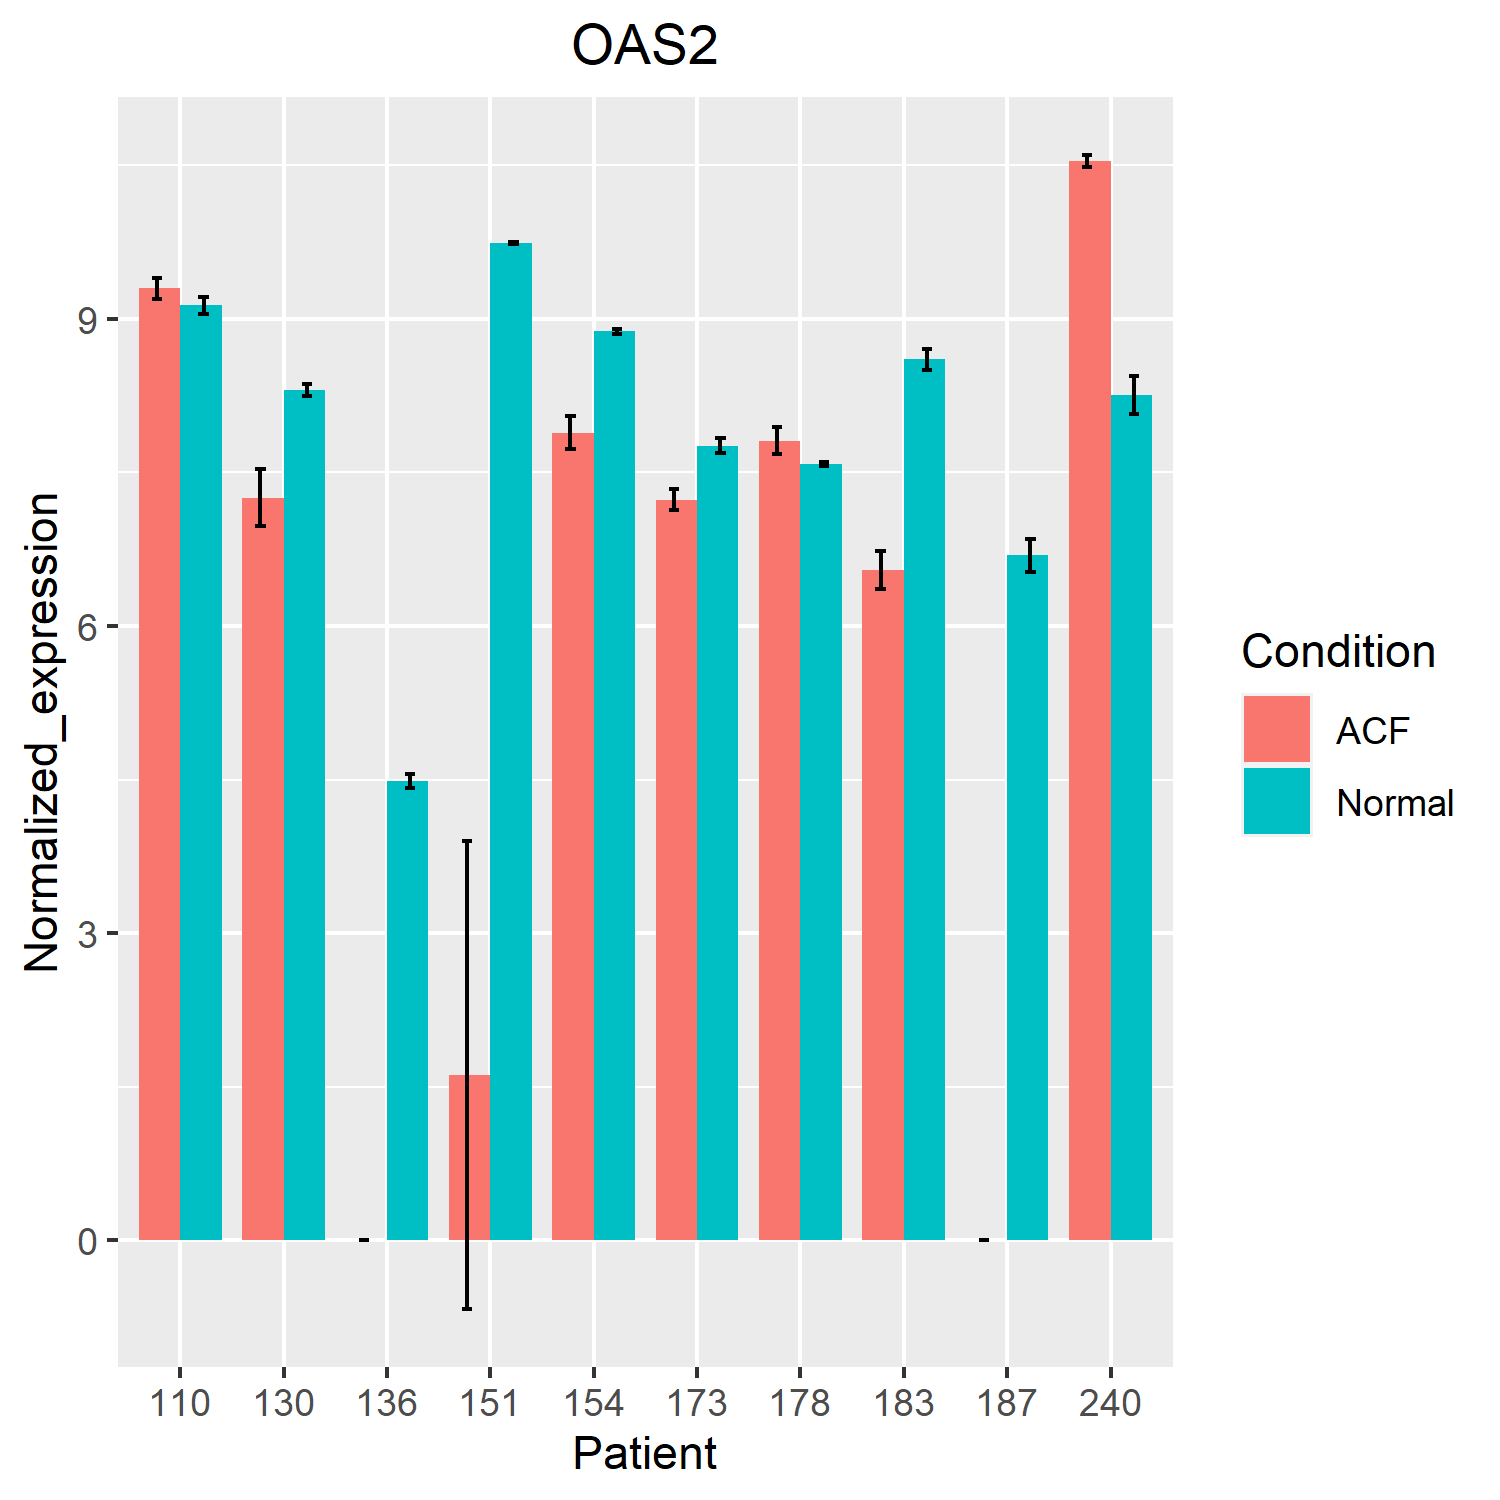 OAS2
Normalized_expression
9
6
3
0
110 130 136 151 154 173 178 183 187 240
Patient
Condition
ACF
Normal